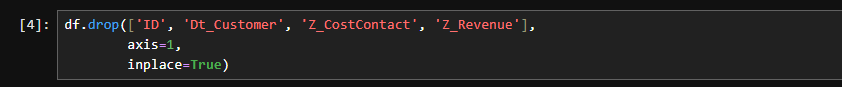 [4]: df.drop(['ID', 'Dt_Customer', 'Z_CostContact', 'Z_Revenue'],
axis=1,
inplace=True)